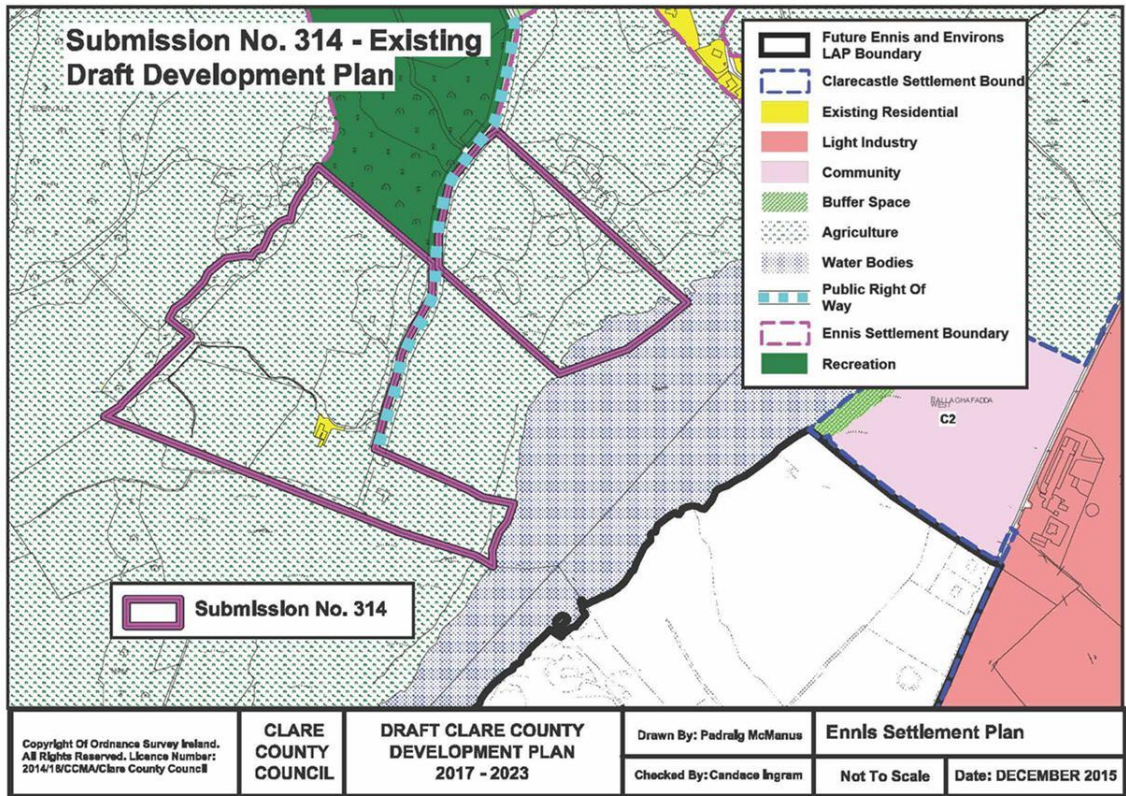 Submission No. 314 - Existing
Draft Development Plan
Future Ennis and Environs
LAP Boundary
Clarecastle Settlement Bound
Existing Residential
Light Industry
Community
Buffer Space
Agriculture
Water Bodies
Public Right Of
Way
Ennis Settlement Boundary
Recreation
BALLAGHAFADDA
WEST
C2
Submission No. 314
Copyright Of Ordnance Survey Ireland.
All Rights Reserved. Licence Number:
2014/18/CCMA/Clare County Council
CLARE
COUNTY
COUNCIL
DRAFT CLARE COUNTY
DEVELOPMENT PLAN
2017 - 2023
Drawn By: Padraig McManus
Checked By: Candace Ingram
Ennis Settlement Plan
Not To Scale
Date: DECEMBER 2015